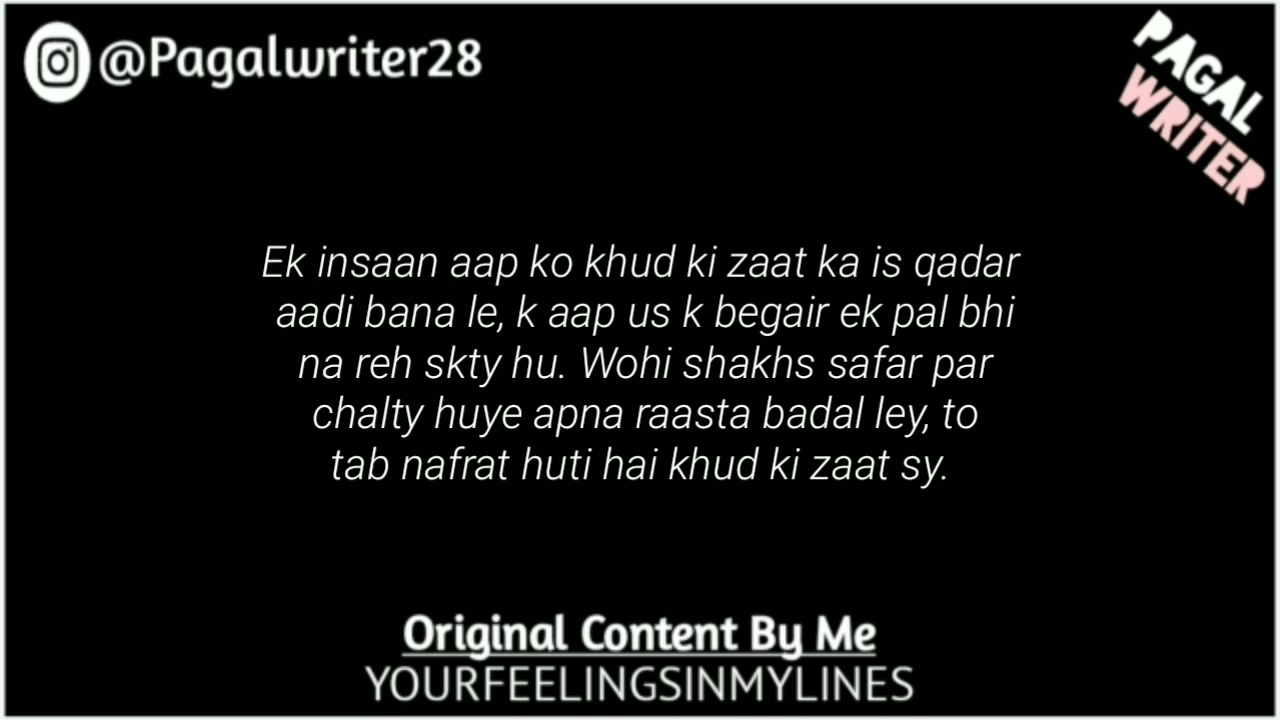 @Pagalwriter28
PAGAL
WRITER
Ek insaan aap ko khud ki zaat ka is qadar
aadi bana le, k aap us k begair ek pal bhi
na reh skty hu. Wohi shakhs safar par
chalty huye apna raasta badal ley, to
tab nafrat huti hai khud ki zaat sy.
Original Content By Me
YOURFEELINGSINMYLINES